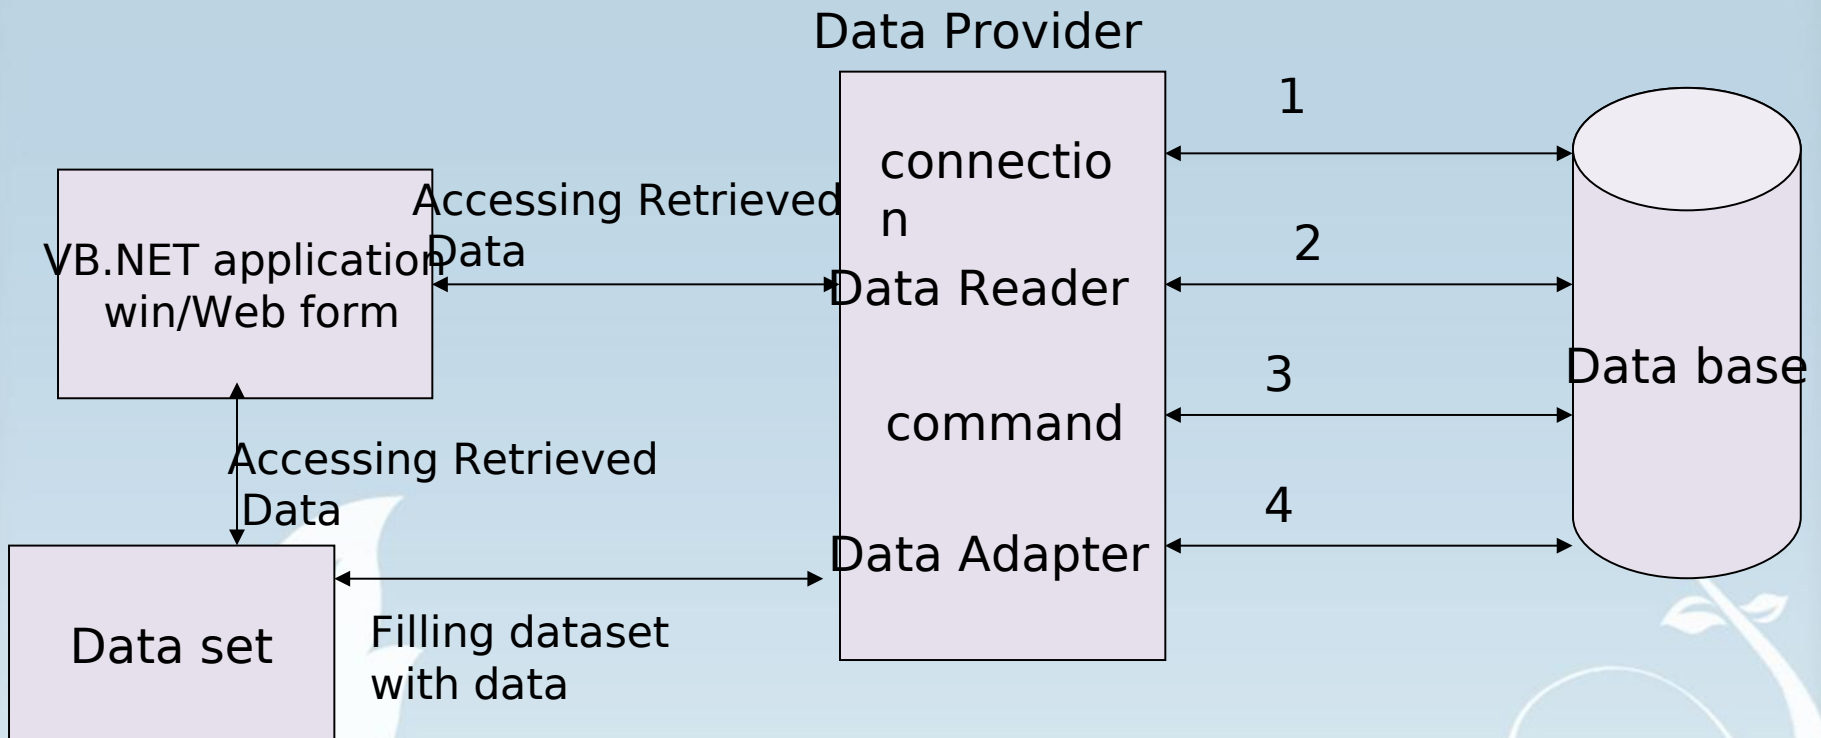 Data Provider
1
connectio
n
Accessing Retrieved
Data
VB.NET application
win/Web form
2
Data Reader
3
Data base
command
Accessing Retrieved
Data
4
Data Adapter
Filling dataset
with data
Data set